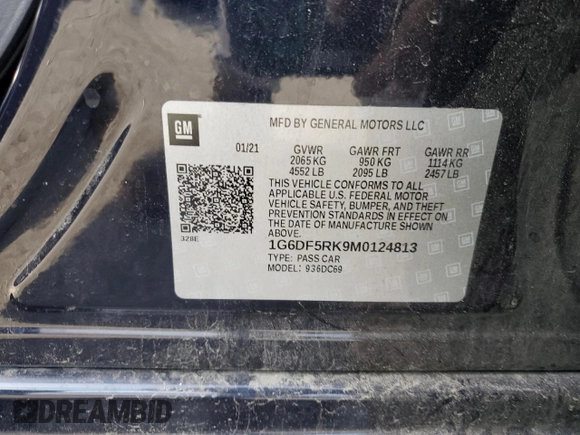 GM
MFD BY GENERAL MOTORS LLC
01/21 GVWR GAWR FRT GAWR RR
2065 KG 950 KG 1114 KG
4552 LB 2095 LB 2457 LB
THIS VEHICLE CONFORMS TO ALL
APPLICABLE U.S. FEDERAL MOTOR
VEHICLE SAFETY, BUMPER, AND THEFT
PREVENTION STANDARDS IN EFFECT ON
THE DATE OF MANUFACTURE SHOWN
ABOVE.
328E
1G6DF5RK9M0124813
TYPE: PASS CAR
MODEL: 936DC69
DREAMBID